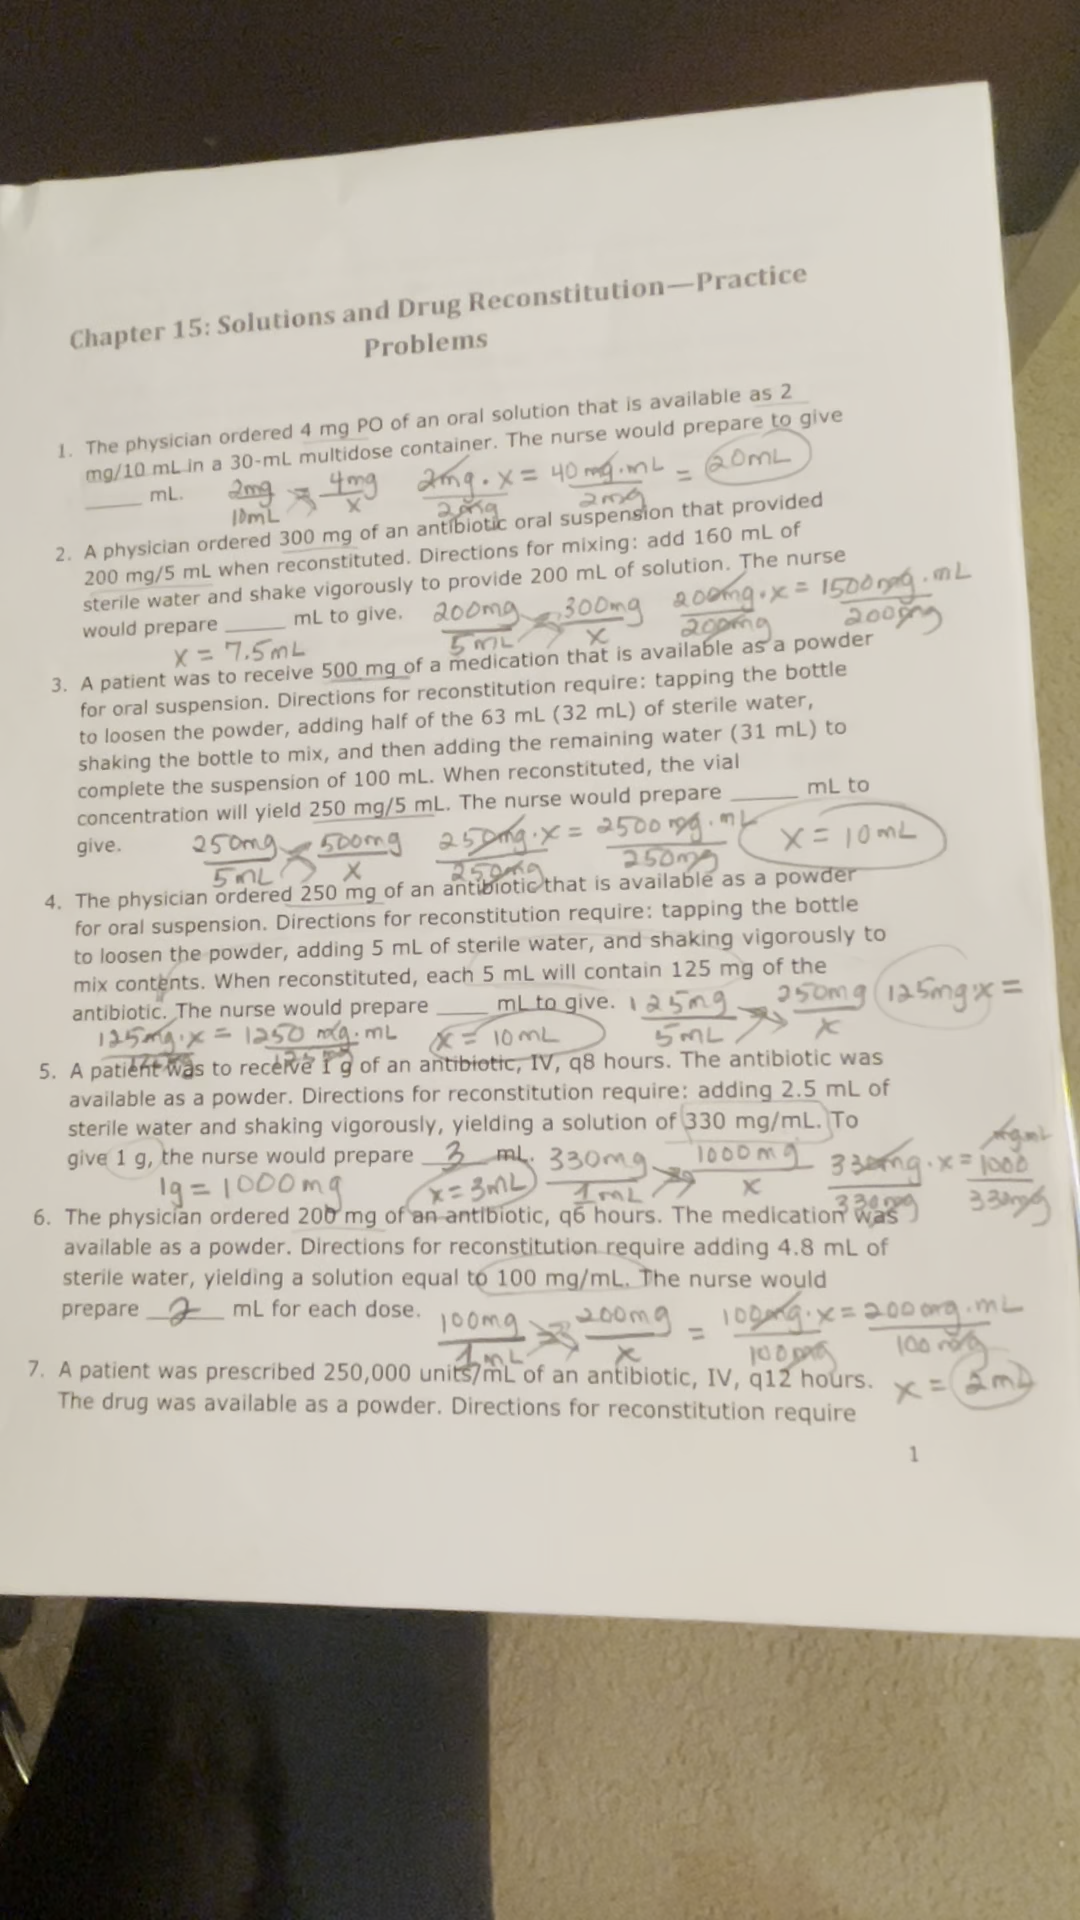 Chapter 15: Solutions and Drug Reconstitution—Practice
Problems
1. The physician ordered 4 mg PO of an oral solution that is available as 2
mg/10 mL in a 30-mL multidose container. The nurse would prepare to give
____ mL. 2mg/10mL = 4mg/x 2mg·x/2mg = 40mg·mL/2mg = 20mL
2. A physician ordered 300 mg of an antibiotic oral suspension that provided
200 mg/5 mL when reconstituted. Directions for mixing: add 160 mL of
sterile water and shake vigorously to provide 200 mL of solution. The nurse
would prepare ____ mL to give. 200mg/5mL 300mg/x 200mg·x/200mg = 1500mg·mL/200mg
x = 7.5mL
3. A patient was to receive 500 mg of a medication that is available as a powder
for oral suspension. Directions for reconstitution require: tapping the bottle
to loosen the powder, adding half of the 63 mL (32 mL) of sterile water,
shaking the bottle to mix, and then adding the remaining water (31 mL) to
complete the suspension of 100 mL. When reconstituted, the vial
concentration will yield 250 mg/5 mL. The nurse would prepare ____ mL to
give. 250mg/5mL 500mg/x 250mg·x/250mg = 2500mg·mL/250mg x = 10mL
4. The physician ordered 250 mg of an antibiotic that is available as a powder
for oral suspension. Directions for reconstitution require: tapping the bottle
to loosen the powder, adding 5 mL of sterile water, and shaking vigorously to
mix contents. When reconstituted, each 5 mL will contain 125 mg of the
antibiotic. The nurse would prepare ____ mL to give. 125mg/5mL 250mg/x 125mg·x =
125mg·x/125mg = 1250mg·mL/125mg x = 10mL
5. A patient was to receive 1 g of an antibiotic, IV, q8 hours. The antibiotic was
available as a powder. Directions for reconstitution require: adding 2.5 mL of
sterile water and shaking vigorously, yielding a solution of 330 mg/mL. To
give 1 g, the nurse would prepare 3 mL. 330mg/1mL 1000mg/x 330mg·x/330mg = 1000mg·mL/330mg
1g = 1000mg x = 3mL
6. The physician ordered 200 mg of an antibiotic, q6 hours. The medication was
available as a powder. Directions for reconstitution require adding 4.8 mL of
sterile water, yielding a solution equal to 100 mg/mL. The nurse would
prepare 2 mL for each dose. 100mg/1mL 200mg/x = 100mg·x/100mg = 200mg·mL/100mg
7. A patient was prescribed 250,000 units/mL of an antibiotic, IV, q12 hours. x = 2mL
The drug was available as a powder. Directions for reconstitution require
1